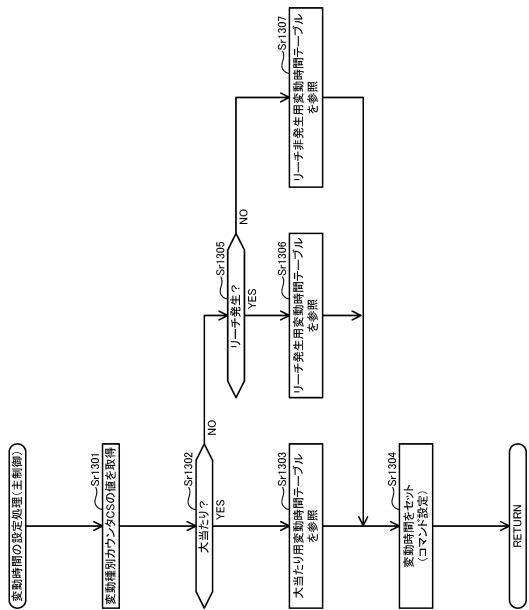 変動時間の設定処理(主制御)
Sr1301
変動種別カウンタCSの値を取得
Sr1302
大当たり？
NO
YES
Sr1303
大当たり用変動時間テーブル
を参照
Sr1304
変動時間をセット
(コマンド設定)
RETURN
Sr1305
リーチ発生？
NO
YES
Sr1306
リーチ発生用変動時間テーブル
を参照
Sr1307
リーチ非発生用変動時間テーブル
を参照